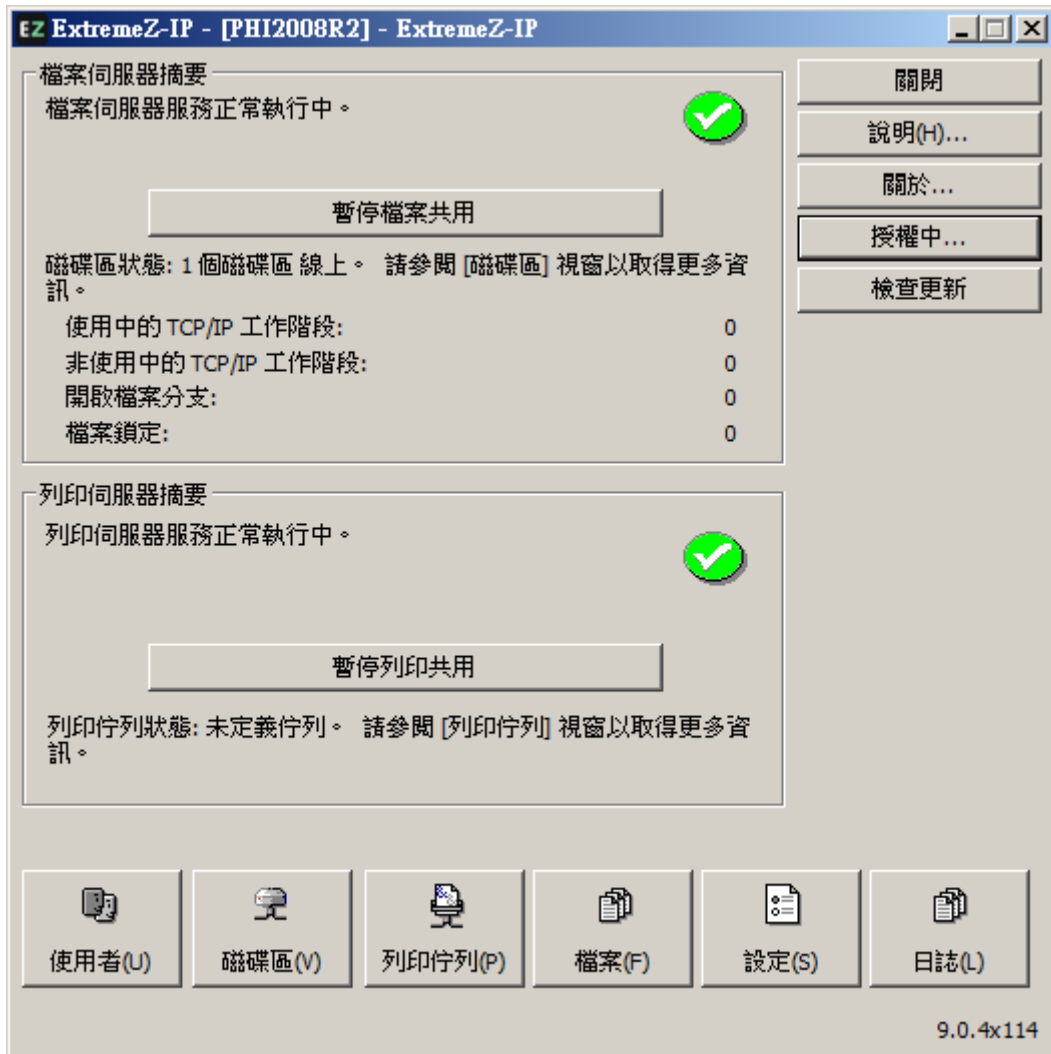 EZ ExtremeZ-IP - [PHI2008R2] - ExtremeZ-IP
檔案伺服器摘要
檔案伺服器服務正常執行中。
暫停檔案共用
磁碟區狀態: 1 個磁碟區 線上。 請參閱 [磁碟區] 視窗以取得更多資
訊。
使用中的 TCP/IP 工作階段: 0
非使用中的 TCP/IP 工作階段: 0
開啟檔案分支: 0
檔案鎖定: 0
列印伺服器摘要
列印伺服器服務正常執行中。
暫停列印共用
列印佇列狀態: 未定義佇列。 請參閱 [列印佇列] 視窗以取得更多資
訊。
關閉
說明(H)...
關於...
授權中...
檢查更新
使用者(U)
磁碟區(V)
列印佇列(P)
檔案(F)
設定(S)
日誌(L)
9.0.4x114